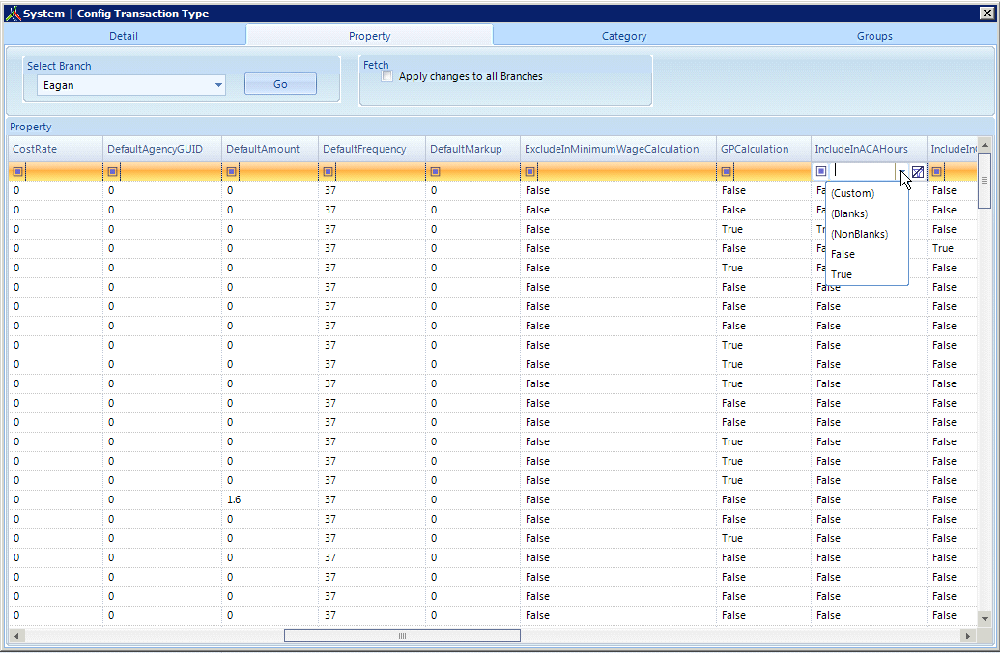 System | Config Transaction Type
Detail Property Category Groups
Select Branch
Eagan Go
Fetch
Apply changes to all Branches
Property
CostRate DefaultAgencyGUID DefaultAmount DefaultFrequency DefaultMarkup ExcludeInMinimumWageCalculation GPCalculation IncludeInACAHours
(Custom)
(Blanks)
(NonBlanks)
False
True
0 0 0 37 0 False False False
0 0 0 37 0 False False False
0 0 0 37 0 False True False
0 0 0 37 0 False False True
0 0 0 37 0 False True False
0 0 0 37 0 False False False False
0 0 0 37 0 False False False False
0 0 0 37 0 False False False False
0 0 0 37 0 False True False False
0 0 0 37 0 False True False False
0 0 0 37 0 False True False False
0 0 0 37 0 False False False False
0 0 0 37 0 False False False False
0 0 0 37 0 False True False False
0 0 0 37 0 False True False False
0 0 0 37 0 False True False False
0 0 1.6 37 0 False False False False
0 0 0 37 0 False False False False
0 0 0 37 0 False True False False
0 0 0 37 0 False False False False
0 0 0 37 0 False False False False
0 0 0 37 0 False False False False
0 0 0 37 0 False False False False